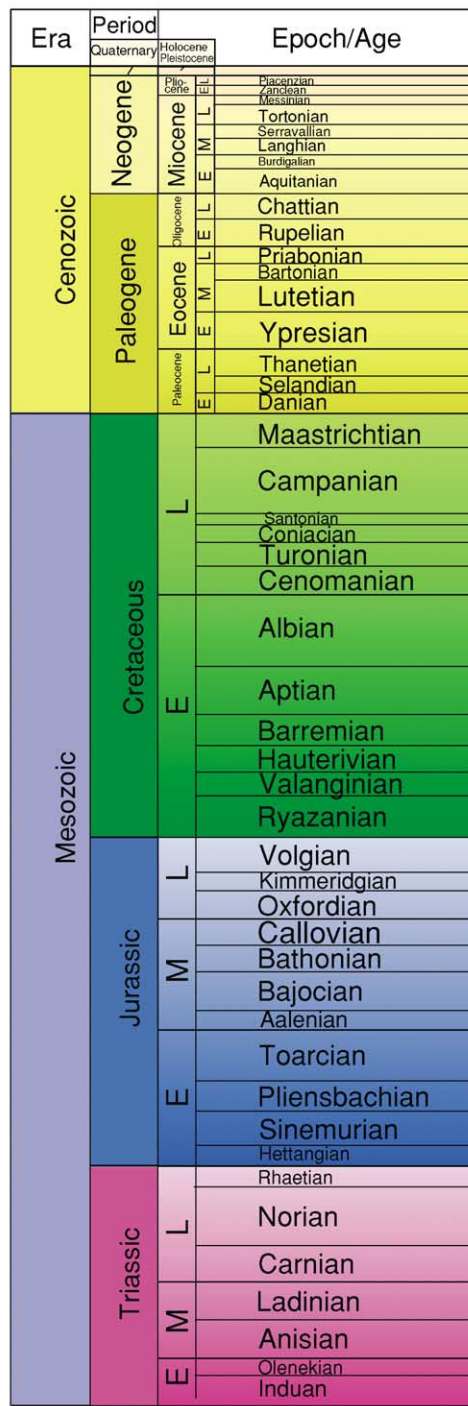 Era
Period
Epoch/Age
Quaternary
Holocene
Pleistocene
Cenozoic
Neogene
Plio-
cene
L
E
Piacenzian
Zanclean
Miocene
L
Messinian
Tortonian
M
Serravallian
Langhian
E
Burdigalian
Aquitanian
Paleogene
Oligocene
L
Chattian
E
Rupelian
Eocene
L
Priabonian
M
Bartonian
Lutetian
E
Ypresian
Paleocene
L
Thanetian
Selandian
E
Danian
Mesozoic
Cretaceous
L
Maastrichtian
Campanian
Santonian
Coniacian
Turonian
Cenomanian
E
Albian
Aptian
Barremian
Hauterivian
Valanginian
Ryazanian
Jurassic
L
Volgian
Kimmeridgian
Oxfordian
M
Callovian
Bathonian
Bajocian
Aalenian
E
Toarcian
Pliensbachian
Sinemurian
Hettangian
Triassic
L
Rhaetian
Norian
Carnian
M
Ladinian
Anisian
E
Olenekian
Induan